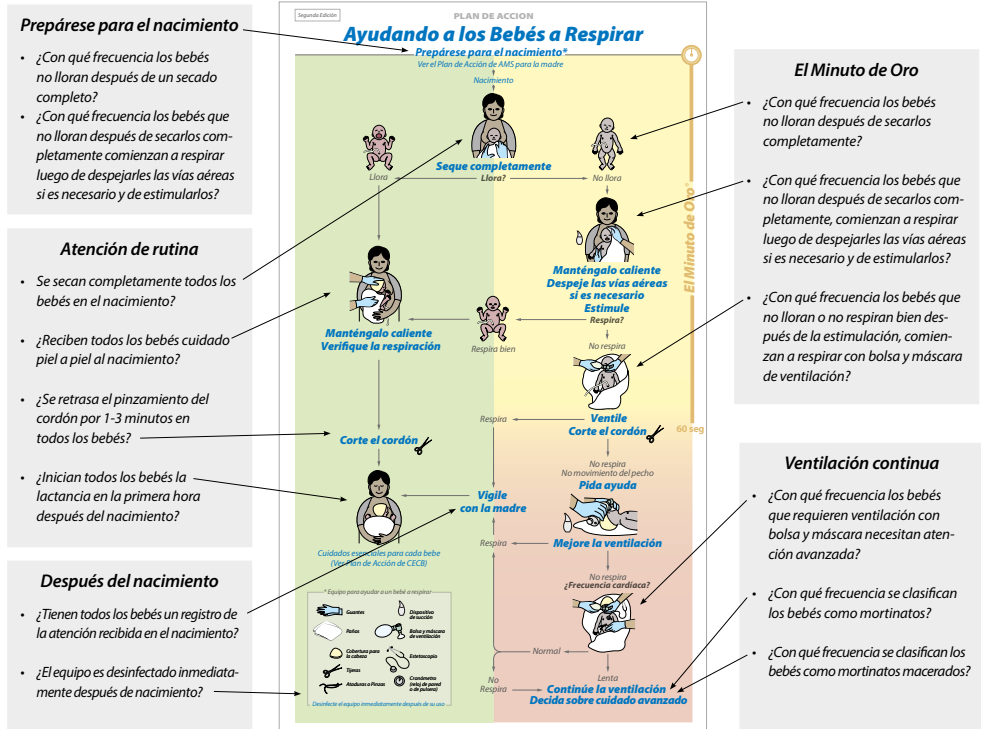 Prepárese para el nacimiento
• ¿Con qué frecuencia los bebés
no lloran después de un secado
completo?
• ¿Con qué frecuencia los bebés que
no lloran después de secarlos com-
pletamente comienzan a respirar
luego de despejarles las vías aéreas
si es necesario y de estimularlos?
Atención de rutina
• Se secan completamente todos los
bebés en el nacimiento?
• ¿Reciben todos los bebés cuidado
piel a piel al nacimiento?
• ¿Se retrasa el pinzamiento del
cordón por 1-3 minutos en
todos los bebés?
• ¿Inician todos los bebés la
lactancia en la primera hora
después del nacimiento?
Después del nacimiento
• ¿Tienen todos los bebés un registro de
la atención recibida en el nacimiento?
• ¿El equipo es desinfectado inmediata-
mente después de nacimiento?
Segunda Edición
PLAN DE ACCION
Ayudando a los Bebés a Respirar
Prepárese para el nacimiento*
Ver el Plan de Acción de AMS para la madre
Nacimiento
Seque completamente
Llora
Llora?
No llora
Manténgalo caliente
Despeje las vías aéreas
si es necesario
Estimule
Respira?
Manténgalo caliente
Verifique la respiración
Respira bien
No respira
Respira
Ventile
Corte el cordón
60 seg
El Minuto de Oro®
Corte el cordón
No respira
No movimiento del pecho
Pida ayuda
Vigile
con la madre
Respira
Mejore la ventilación
Cuidados esenciales para cada bebe
(Ver Plan de Acción de CECB)
No respira
¿Frecuencia cardíaca?
Normal
Lenta
No
Respira
Continúe la ventilación
Decida sobre cuidado avanzado
* Equipo para ayudar a un bebé a respirar
Guantes
Dispositivo
de succión
Paños
Bolsa y máscara
de ventilación
Cobertura para
la cabeza
Estetoscopio
Tijeras
Ataduras o Pinzas
Cronómetro
(reloj de pared
o de pulsera)
Desinfecte el equipo inmediatamente después de su uso
El Minuto de Oro
• ¿Con qué frecuencia los bebés
no lloran después de secarlos
completamente?
• ¿Con qué frecuencia los bebés que
no lloran después de secarlos com-
pletamente, comienzan a respirar
luego de despejarles las vías aéreas
si es necesario y de estimularlos?
• ¿Con qué frecuencia los bebés que
no lloran o no respiran bien des-
pués de la estimulación, comien-
zan a respirar con bolsa y máscara
de ventilación?
Ventilación continua
• ¿Con qué frecuencia los bebés
que requieren ventilación con
bolsa y máscara necesitan aten-
ción avanzada?
• ¿Con qué frecuencia se clasifican
los bebés como mortinatos?
• ¿Con qué frecuencia se clasifican los
bebés como mortinatos macerados?